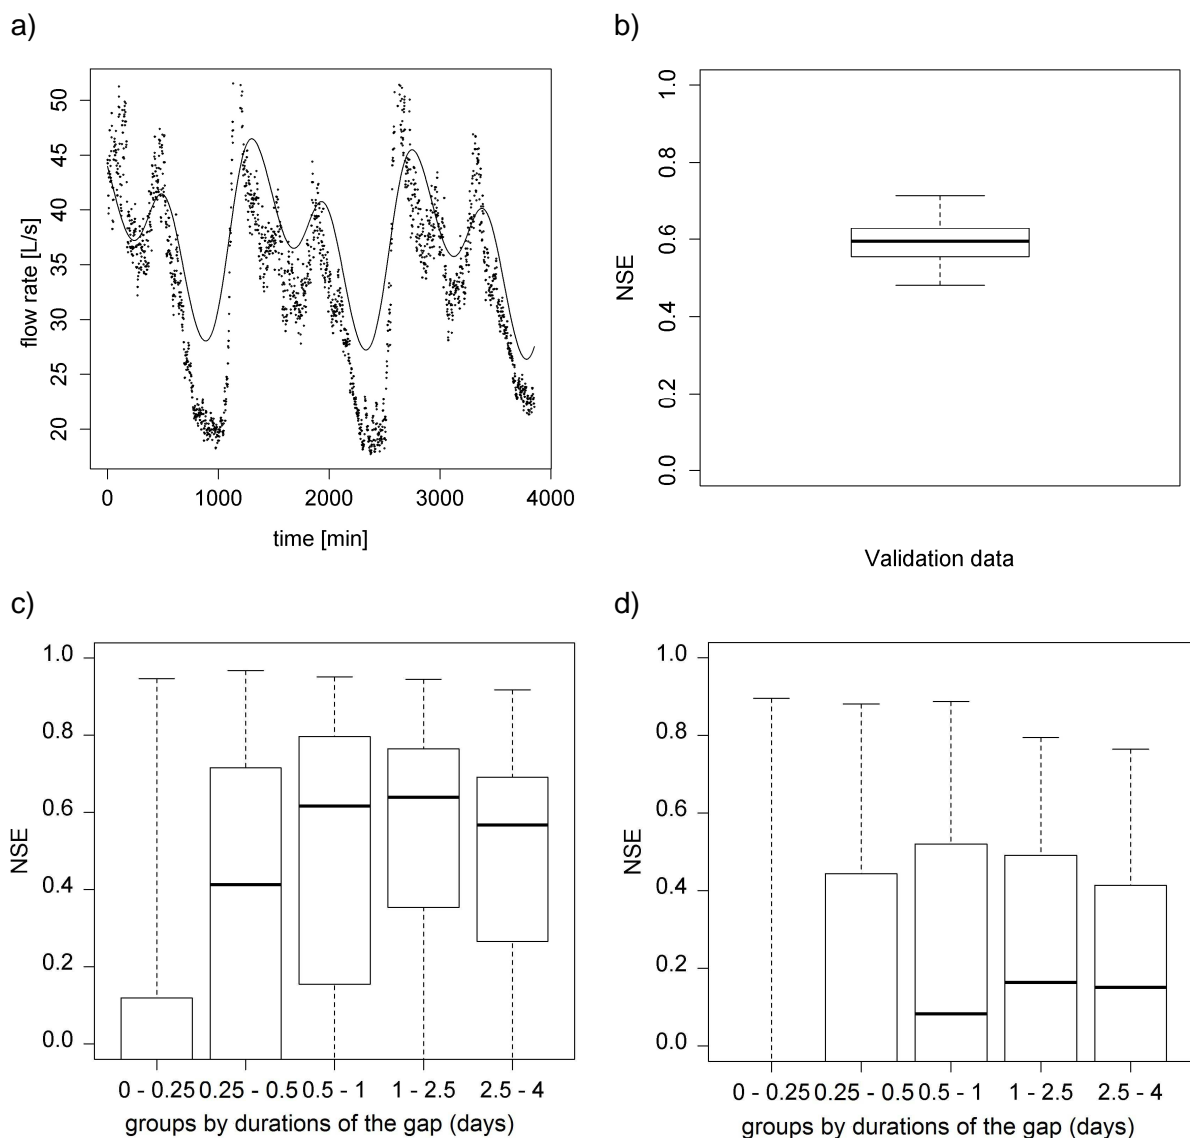 a)
flow rate [L/s]
50
45
40
35
30
25
20
0 1000 2000 3000 4000
time [min]
b)
NSE
1.0
0.8
0.6
0.4
0.2
0.0
Validation data
c)
NSE
1.0
0.8
0.6
0.4
0.2
0.0
0 - 0.25 0.25 - 0.5 0.5 - 1 1 - 2.5 2.5 - 4
groups by durations of the gap (days)
d)
NSE
1.0
0.8
0.6
0.4
0.2
0.0
0 - 0.25 0.25 - 0.5 0.5 - 1 1 - 2.5 2.5 - 4
groups by durations of the gap (days)